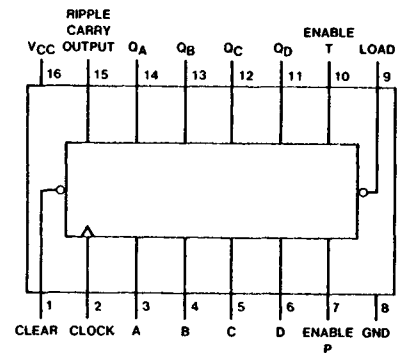 RIPPLE
CARRY
ENABLE
VCC OUTPUT QA QB QC QD T LOAD
16 15 14 13 12 11 10 9
1 2 3 4 5 6 7 8
CLEAR CLOCK A B C D ENABLE GND
P